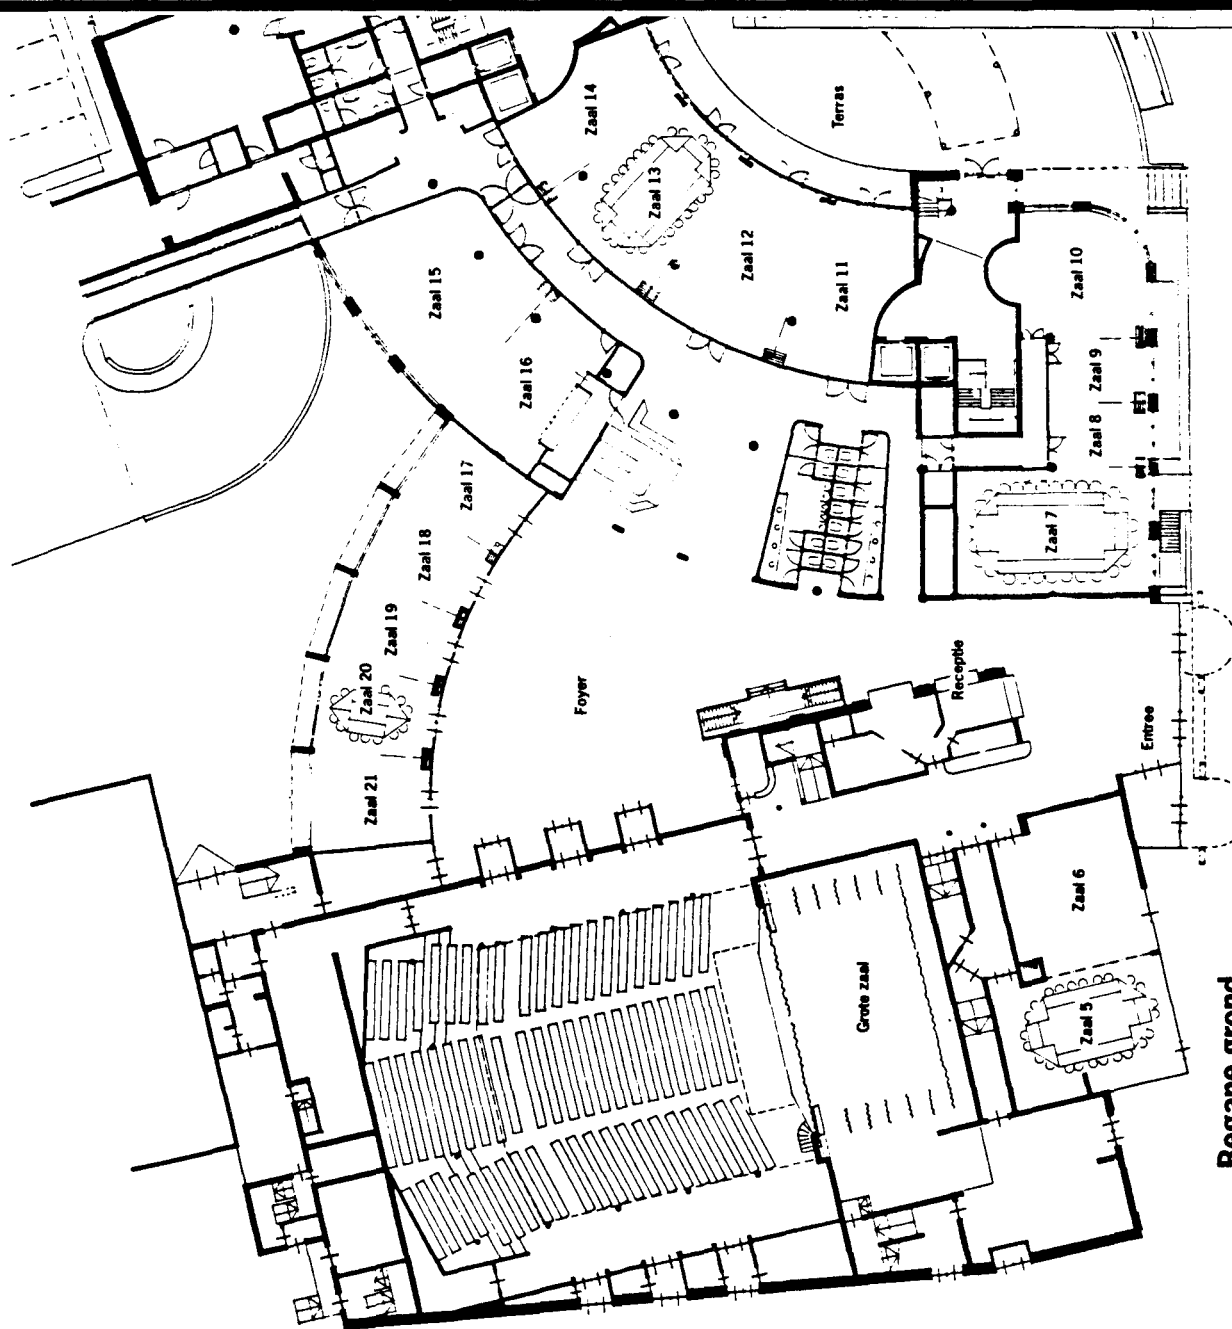 Zaal 14
Terras
Zaal 13
Zaal 12
Zaal 11
Zaal 10
Zaal 9
Zaal 8
Zaal 7
Zaal 15
Zaal 16
Zaal 17
Zaal 18
Zaal 19
Zaal 20
Zaal 21
Foyer
Receptie
Entree
Zaal 6
Zaal 5
Grote zaal
Begane grond